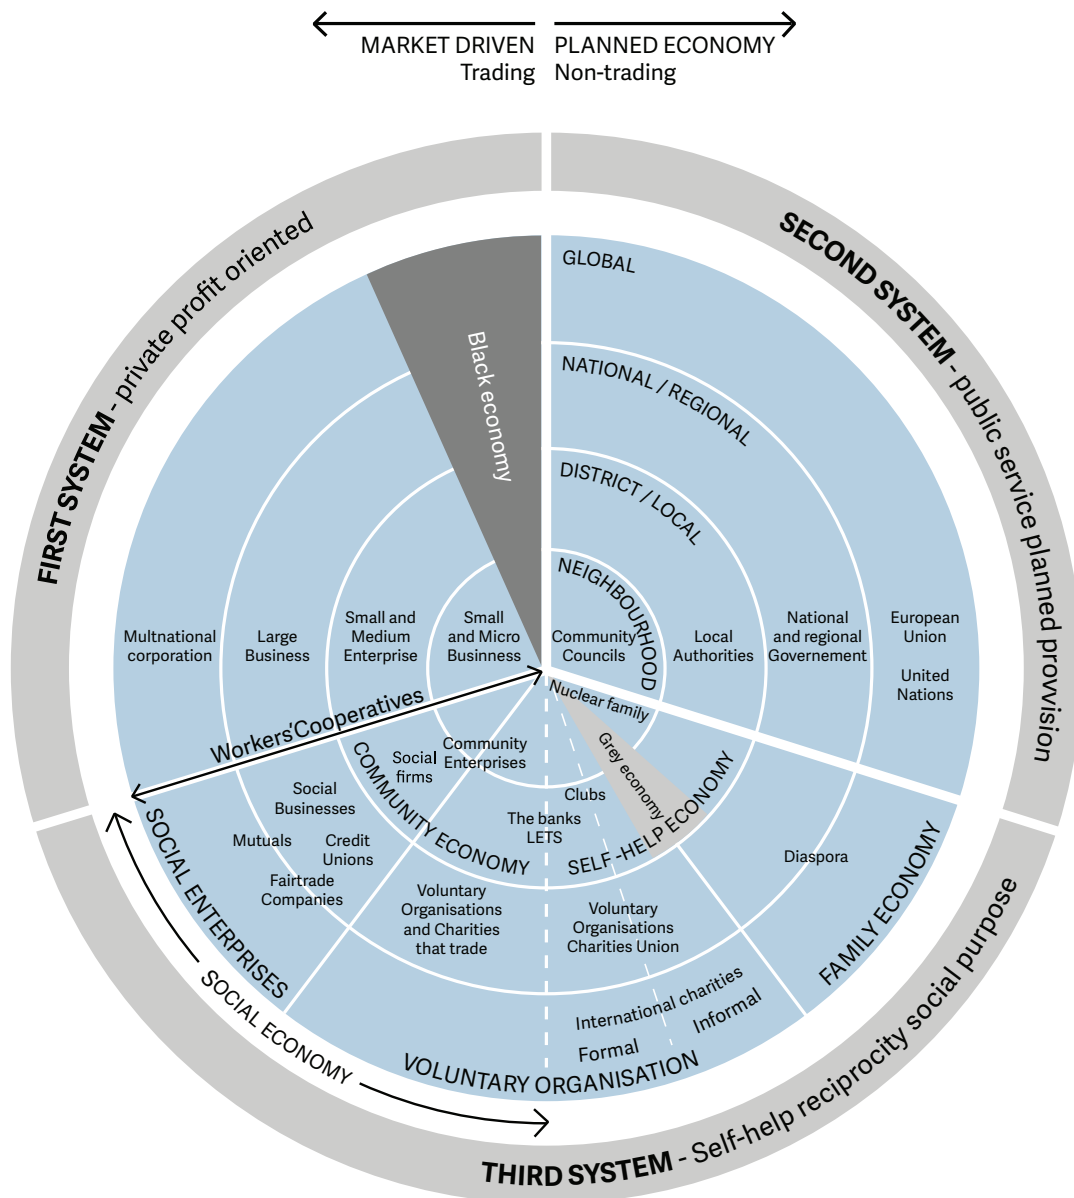 MARKET DRIVEN
Trading
PLANNED ECONOMY
Non-trading
FIRST SYSTEM - private profit oriented
SECOND SYSTEM - public service planned provvision
Black economy
GLOBAL
NATIONAL / REGIONAL
DISTRICT / LOCAL
NEIGHBOURHOOD
Multnational
corporation
Large
Business
Small and
Medium
Enterprise
Small
and Micro
Businness
Community
Councils
Local
Authorities
National
and regional
Governement
European
Union
United
Nations
Workers'Cooperatives
Nuclear family
Grey economy
Social
firms
Community
Enterprises
COMMUNITY ECONOMY
SELF-HELP ECONOMY
Clubs
The banks
LETS
Social
Businesses
Mutuals
Credit
Unions
Fairtrade
Companies
Diaspora
Voluntary
Organisations
and Charities
that trade
Voluntary
Organisations
Charities Union
International charities
Formal
Informal
SOCIAL ENTERPRISES
VOLUNTARY ORGANISATION
FAMILY ECONOMY
SOCIAL ECONOMY
THIRD SYSTEM - Self-help reciprocity social purpose